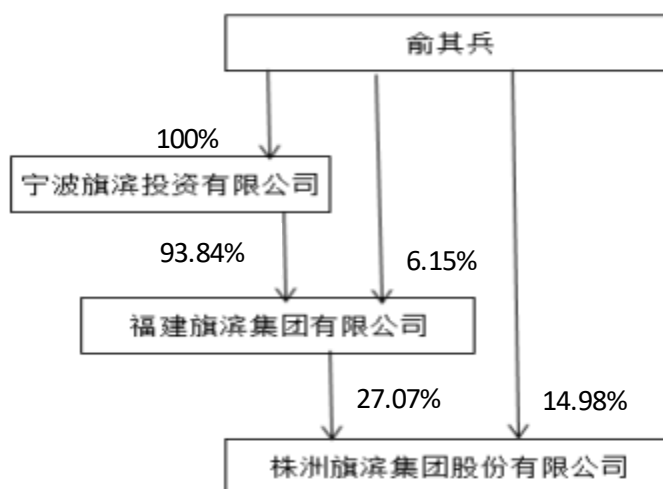 俞其兵
100%
宁波旗滨投资有限公司
93.84%
6.15%
福建旗滨集团有限公司
27.07%
14.98%
株洲旗滨集团股份有限公司